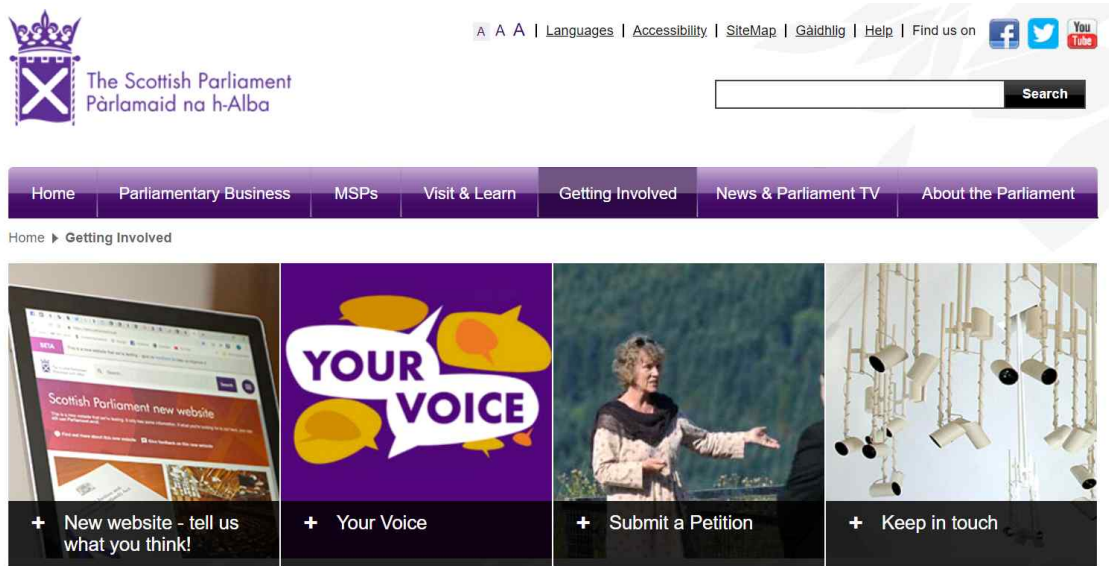 A A A | Languages | Accessibility | SiteMap | Gàidhlig | Help | Find us on You Tube
The Scottish Parliament
Pàrlamaid na h-Alba
Search
Home Parliamentary Business MSPs Visit & Learn Getting Involved News & Parliament TV About the Parliament
Home Getting Involved
BETA
Search
Scottish Parliament new website
YOUR
VOICE
+ New website - tell us
what you think!
+ Your Voice
+ Submit a Petition
+ Keep in touch